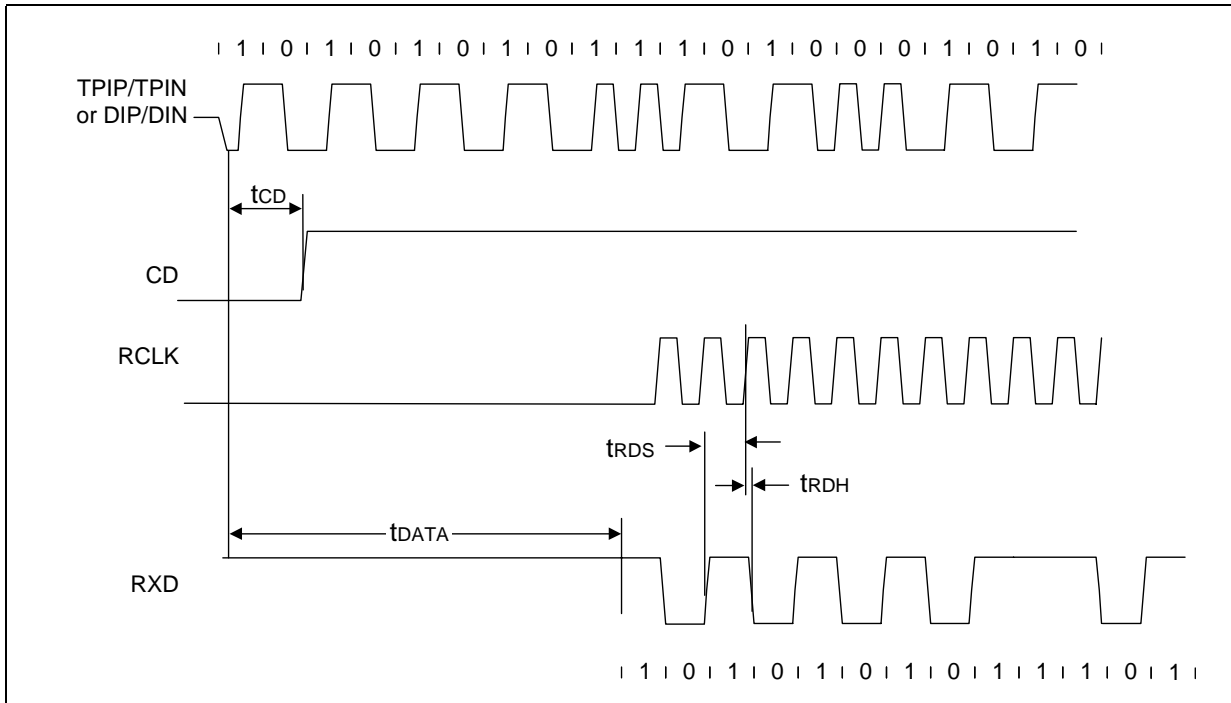 ı 1 ı 0 ı 1 ı 0 ı 1 ı 0 ı 1 ı 0 ı 1 ı 1 ı 1 ı 0 ı 1 ı 0 ı 0 ı 0 ı 1 ı 0 ı 1 ı 0 ı
TPIP/TPIN
or DIP/DIN
tCD
CD
RCLK
tRDS
tRDH
tDATA
RXD
ı 1 ı 0 ı 1 ı 0 ı 1 ı 0 ı 1 ı 0 ı 1 ı 1 ı 1 ı 0 ı 1 ı